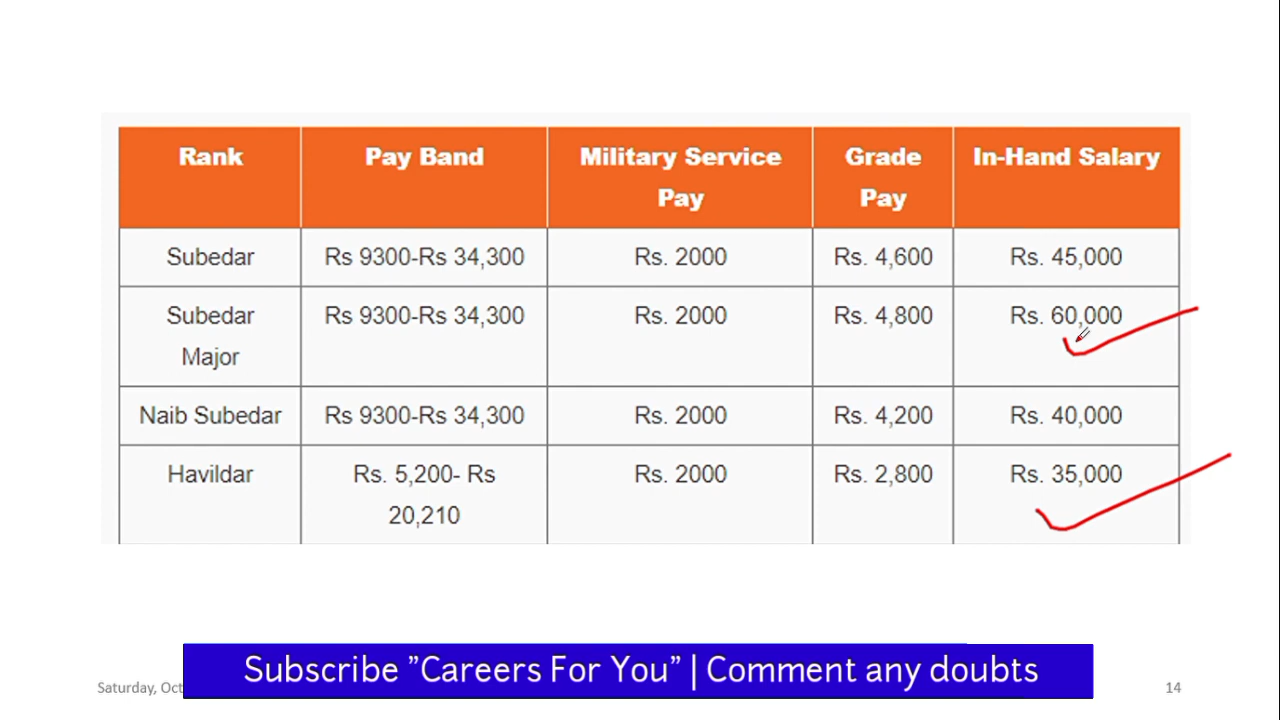 Rank Pay Band Military Service Pay Grade Pay In-Hand Salary
Subedar Rs 9300-Rs 34,300 Rs. 2000 Rs. 4,600 Rs. 45,000
Subedar Major Rs 9300-Rs 34,300 Rs. 2000 Rs. 4,800 Rs. 60,000
Naib Subedar Rs 9300-Rs 34,300 Rs. 2000 Rs. 4,200 Rs. 40,000
Havildar Rs. 5,200- Rs 20,210 Rs. 2000 Rs. 2,800 Rs. 35,000
Subscribe "Careers For You" | Comment any doubts
Saturday, Oct 14